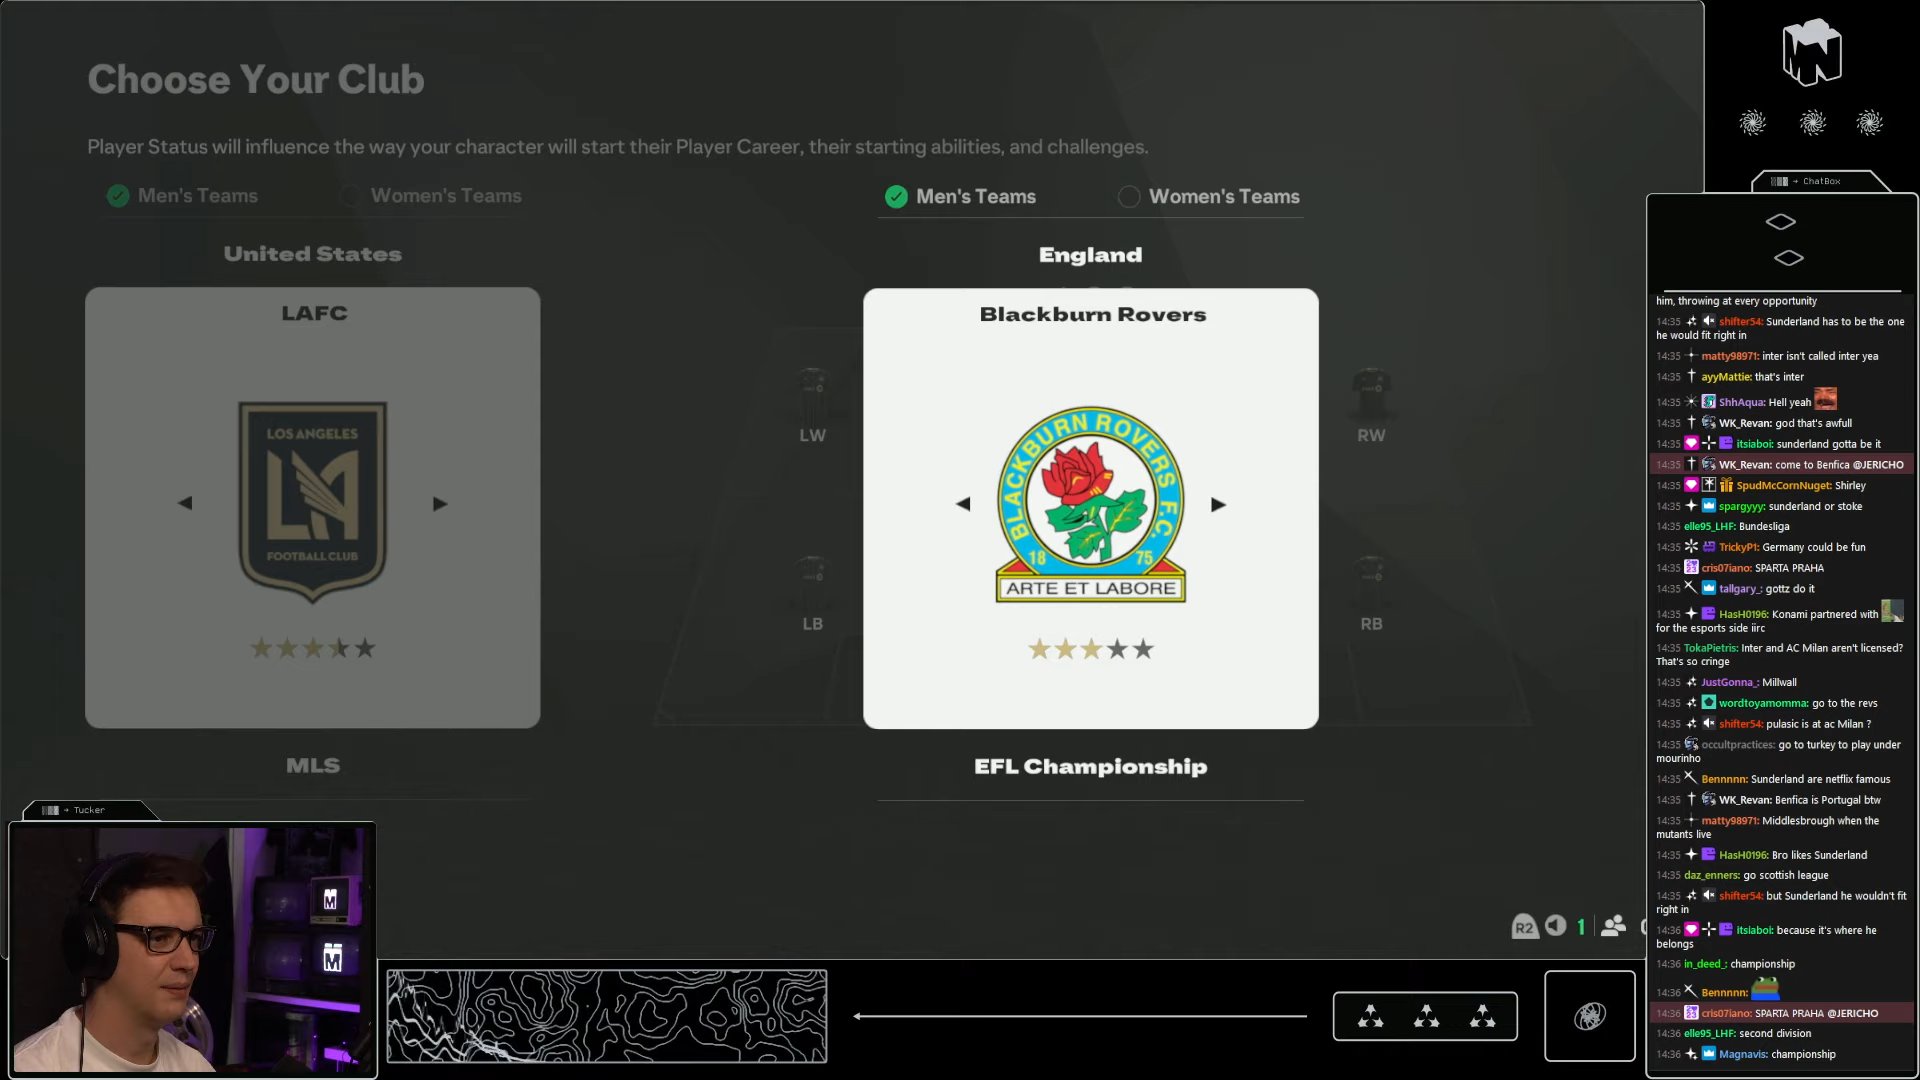 Choose Your Club
Player Status will influence the way your character will start their Player Career, their starting abilities, and challenges.
Men's Teams
Women's Teams
United States
LAFC
LOS ANGELES
FOOTBALL CLUB
MLS
Men's Teams
Women's Teams
England
Blackburn Rovers
BLACKBURN ROVERS F.C.
18 75
ARTE ET LABORE
EFL Championship
LW
RW
LB
RB
R2
1
→ Tucker
→ ChatBox
him, throwing at every opportunity
14:35 shifter54: Sunderland has to be the one
he would fit right in
14:35 matty98971: inter isn't called inter yea
14:35 ayyMattie: that's inter
14:35 ShhAqua: Hell yeah
14:35 WK_Revan: god that's awfull
14:35 itsiaboi: sunderland gotta be it
14:35 WK_Revan: come to Benfica @JERICHO
14:35 SpudMcCornNuget: Shirley
14:35 spargyyy: sunderland or stoke
14:35 elle95_LHF: Bundesliga
14:35 TrickyP1: Germany could be fun
14:35 cris07iano: SPARTA PRAHA
14:35 tallgary_: gottz do it
14:35 HasH0196: Konami partnered with
for the esports side iirc
14:35 TokaPietris: Inter and AC Milan aren't licensed?
That's so cringe
14:35 JustGonna_: Millwall
14:35 wordtoyamomma: go to the revs
14:35 shifter54: pulasic is at ac Milan ?
14:35 occultpractices: go to turkey to play under
mourinho
14:35 Bennnnn: Sunderland are netflix famous
14:35 WK_Revan: Benfica is Portugal btw
14:35 matty98971: Middlesbrough when the
mutants live
14:35 HasH0196: Bro likes Sunderland
14:35 daz_enners: go scottish league
14:35 shifter54: but Sunderland he wouldn't fit
right in
14:36 itsiaboi: because it's where he
belongs
14:36 in_deed_: championship
14:36 Bennnnn:
14:36 cris07iano: SPARTA PRAHA @JERICHO
14:36 elle95_LHF: second division
14:36 Magnavis: championship